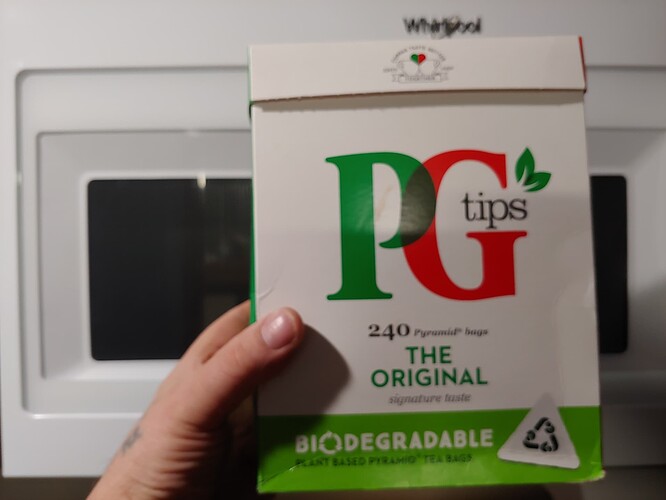 Whirlpool
PG
tips
240 Pyramid® bags
THE
ORIGINAL
signature taste
BIODEGRADABLE
PLANT BASED PYRAMID® TEA BAGS